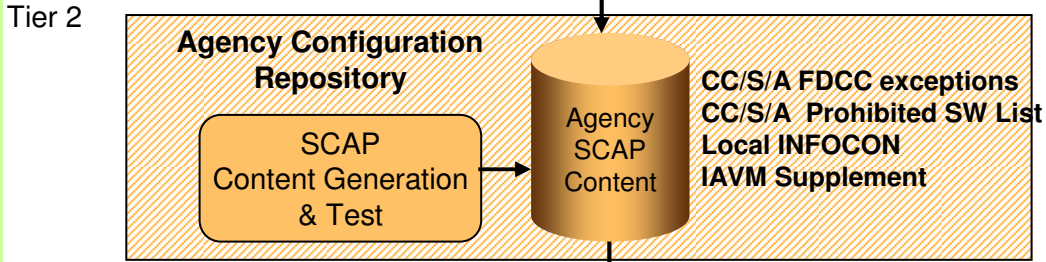 Tier 2
Agency Configuration
Repository
SCAP
Content Generation
& Test
Agency
SCAP
Content
CC/S/A FDCC exceptions
CC/S/A Prohibited SW List
Local INFOCON
IAVM Supplement